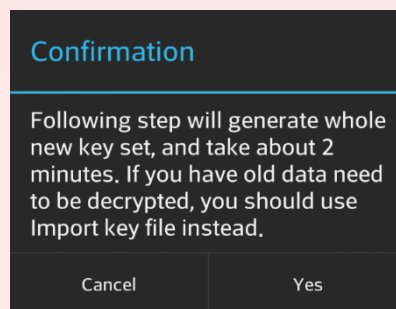 Confirmation
Following step will generate whole
new key set, and take about 2
minutes. If you have old data need
to be decrypted, you should use
Import key file instead.
Cancel Yes